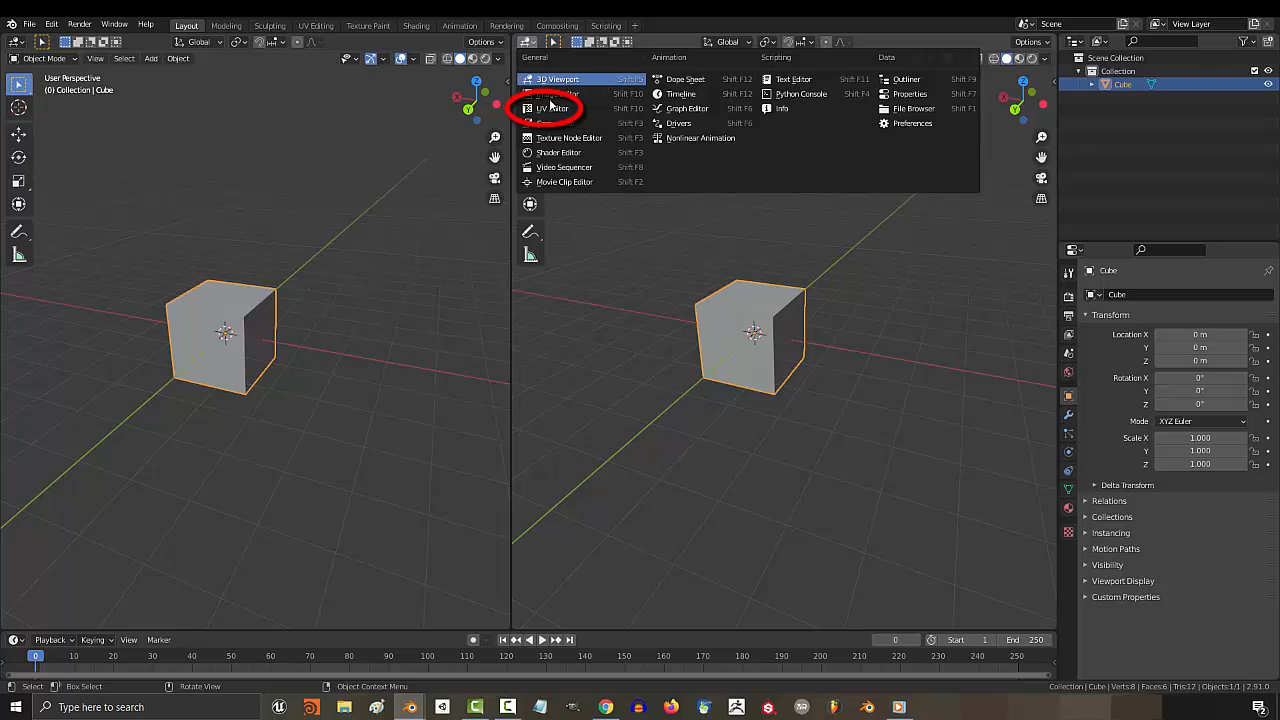 File Edit Render Window Help Layout Modeling Sculpting UV Editing Texture Paint Shading Animation Rendering Compositing Scripting + Scene View Layer
Global Options Global Options
Object Mode View Select Add Object
User Perspective
(0) Collection | Cube
General Animation Scripting Data
3D Viewport Shift F5 Dope Sheet Shift F12 Text Editor Shift F11 Outliner Shift F9
Shift F10 Timeline Python Console Shift F4 Properties Shift F7
UV Editor Shift F10 Graph Editor Shift F6 Info File Browser Shift F1
Shift F3 Drivers Shift F6 Preferences
Texture Node Editor Shift F3 Nonlinear Animation
Shader Editor Shift F3
Video Sequencer Shift F8
Movie Clip Editor Shift F2
X Y Z
X Y Z
Scene Collection
Collection
Cube
Cube
Cube
Transform
Location X 0 m
Y 0 m
Z 0 m
Rotation X 0°
Y 0°
Z 0°
Mode XYZ Euler
Scale X 1.000
Y 1.000
Z 1.000
Delta Transform
Relations
Collections
Instancing
Motion Paths
Visibility
Viewport Display
Custom Properties
Playback Keying View Marker 0 Start 1 End 250
0 10 20 30 40 50 60 70 80 90 100 110 120 130 140 150 160 170 180 190 200 210 220 230 240 250
Select Box Select Rotate View Object Context Menu Collection | Cube | Verts:8 | Faces:6 | Tris:12 | Objects:1/1 | 2.91.0
Type here to search